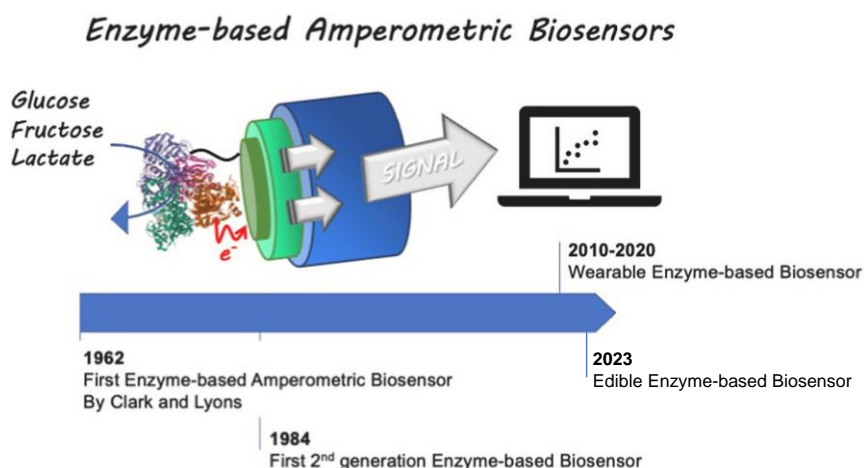 Enzyme-based Amperometric Biosensors
Glucose
Fructose
Lactate
e-
SIGNAL
2010-2020
Wearable Enzyme-based Biosensor
1962
First Enzyme-based Amperometric Biosensor
By Clark and Lyons
2023
Edible Enzyme-based Biosensor
1984
First 2nd generation Enzyme-based Biosensor